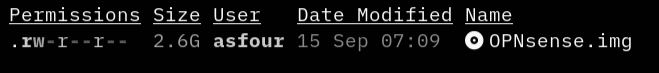 Permissions Size User   Date Modified Name
.rw-r--r--  2.6G asfour 15 Sep 07:09  OPNsense.img